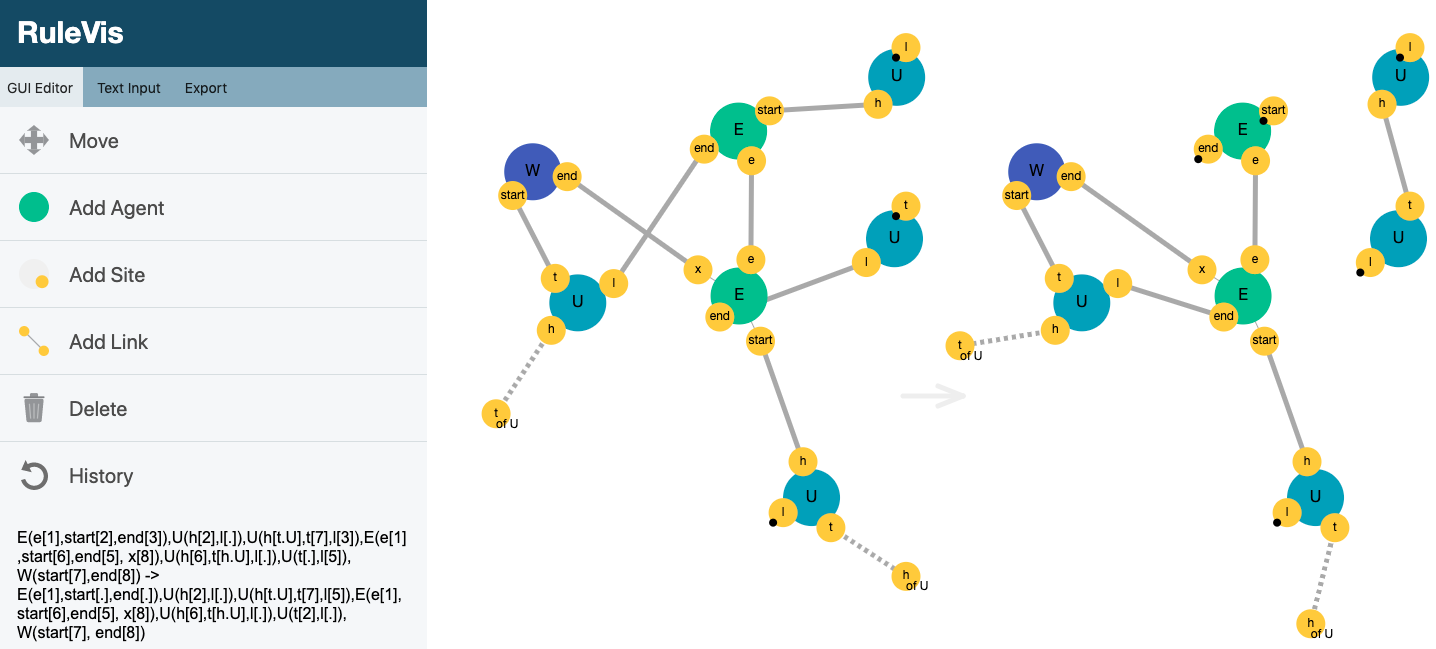 RuleVis
GUI Editor Text Input Export
Move
Add Agent
Add Site
Add Link
Delete
History
E(e[1],start[2],end[3]),U(h[2],l[.]),U(h[t.U],t[7],l[3]),E(e[1]
,start[6],end[5], x[8]),U(h[6],t[h.U],l[.]),U(t[.],l[5]),
W(start[7],end[8]) ->
E(e[1],start[.],end[.]),U(h[2],l[.]),U(h[t.U],t[7],l[5]),E(e[1],
start[6],end[5], x[8]),U(h[6],t[h.U],l[.]),U(t[2],l[.]),
W(start[7], end[8])
l
U
h
start
E
end
e
W
end
start
t
U
l
t
U
l
h
x
e
E
end
start
t
of U
h
U
l
t
h
of U
l
U
h
start
E
end
e
W
end
start
t
U
l
t
U
l
h
x
e
E
end
start
t
of U
h
U
l
t
h
of U